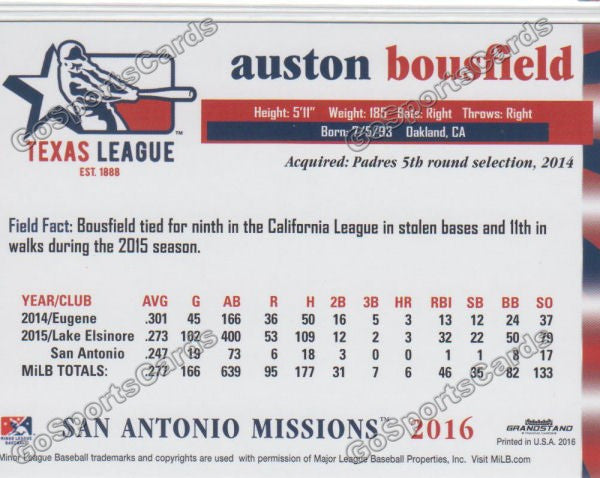 auston bousfield
Height: 5'11" Weight: 185 Bats: Right Throws: Right
Born: 7/5/93 Oakland, CA
TEXAS LEAGUE
EST. 1888
Acquired: Padres 5th round selection, 2014
Field Fact: Bousfield tied for ninth in the California League in stolen bases and 11th in
walks during the 2015 season.
YEAR/CLUB AVG G AB R H 2B 3B HR RBI SB BB SO
2014/Eugene .301 45 166 36 50 16 5 3 13 12 24 37
2015/Lake Elsinore .273 102 400 53 109 12 2 3 32 22 50 79
San Antonio .247 19 73 6 18 3 0 0 1 1 8 17
MiLB TOTALS: .277 166 639 95 177 31 7 6 46 35 82 133
MINOR LEAGUE BASEBALL
SAN ANTONIO MISSIONS™ 2016
GRANDSTAND
Printed in U.S.A. 2016
Minor League Baseball trademarks and copyrights are used with permission of Major League Baseball Properties, Inc. Visit MiLB.com
GoSportsCards
GoSportsCards
GoSportsCards
GoSportsCards
GoSportsCards